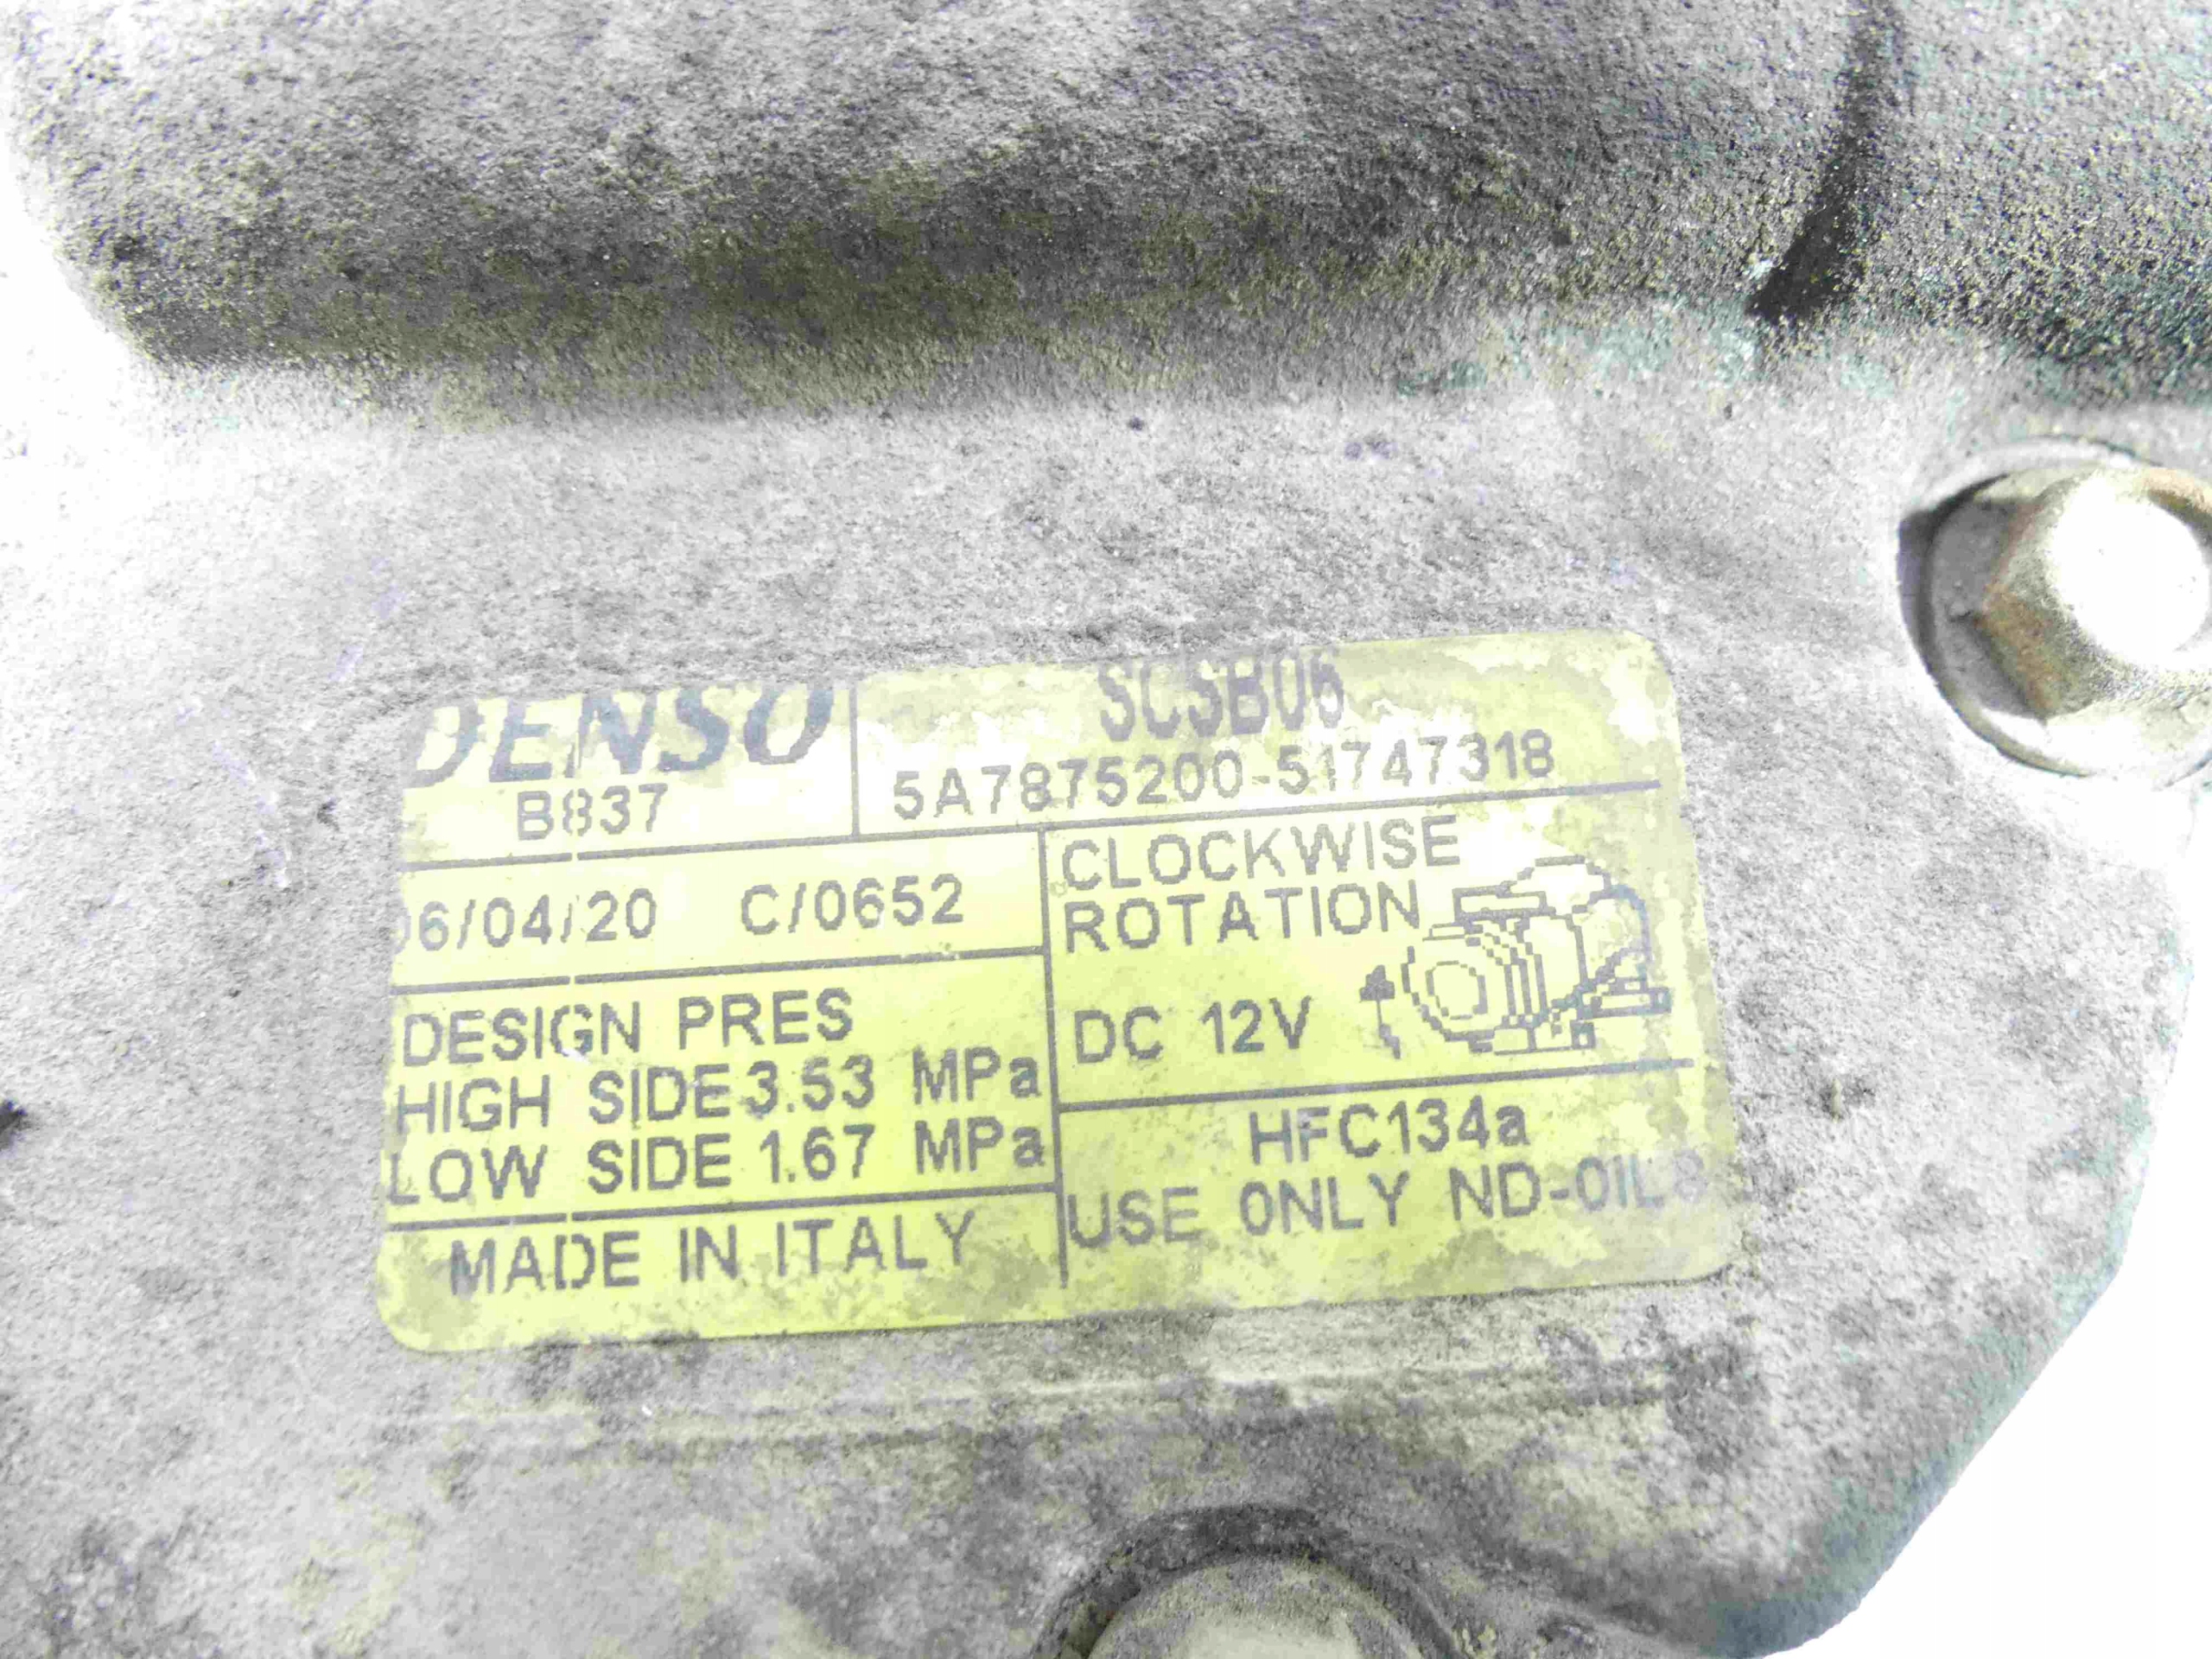 DENSO
SCSB06
B837
5A7875200-51747318
06/04/20 C/0652
CLOCKWISE
ROTATION
DC 12V
DESIGN PRES
HIGH SIDE 3.53 MPa
LOW SIDE 1.67 MPa
MADE IN ITALY
HFC134a
USE 0NLY ND-OIL8